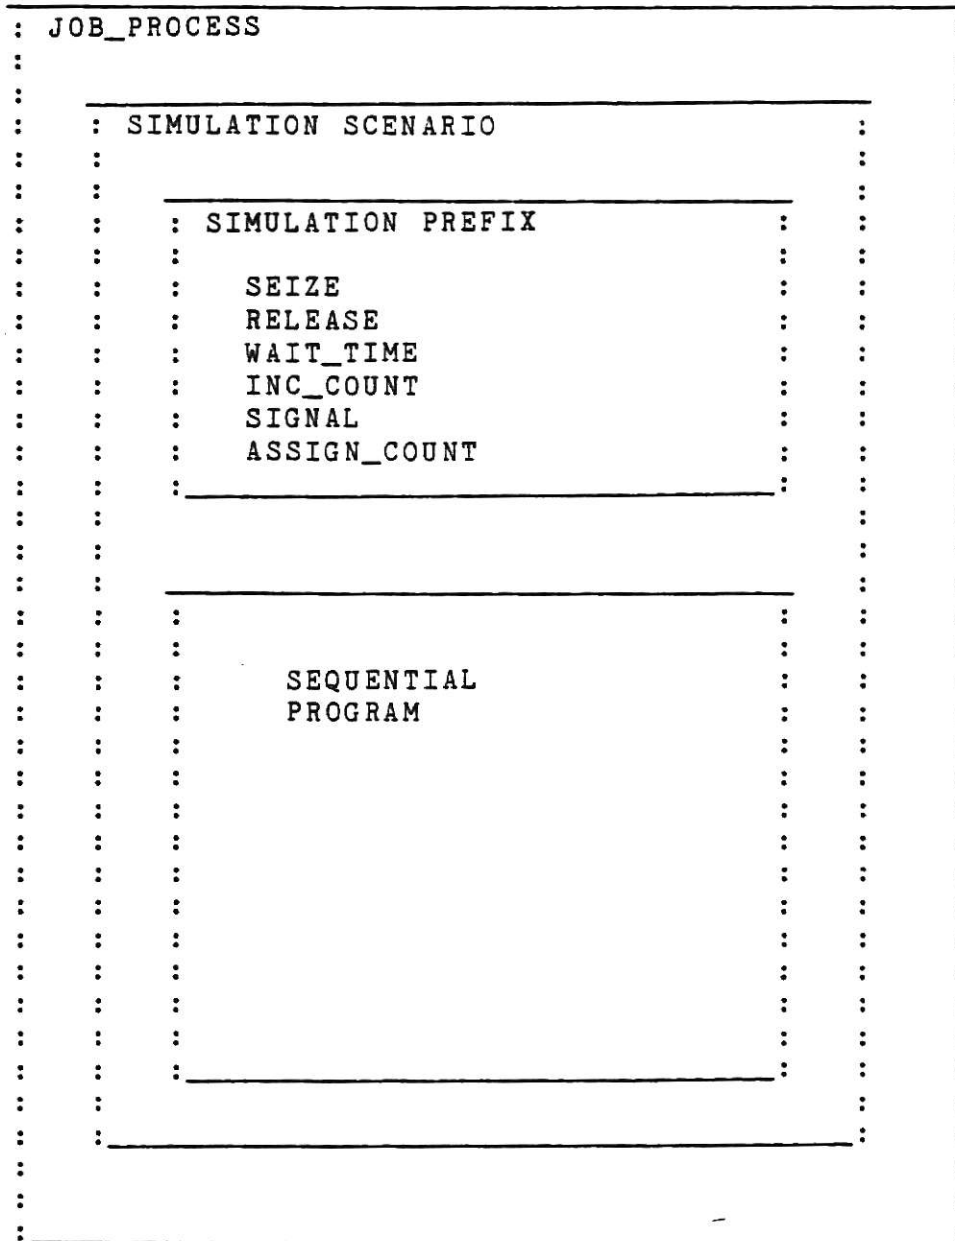 JOB_PROCESS
SIMULATION SCENARIO
SIMULATION PREFIX
SEIZE
RELEASE
WAIT_TIME
INC_COUNT
SIGNAL
ASSIGN_COUNT
SEQUENTIAL
PROGRAM